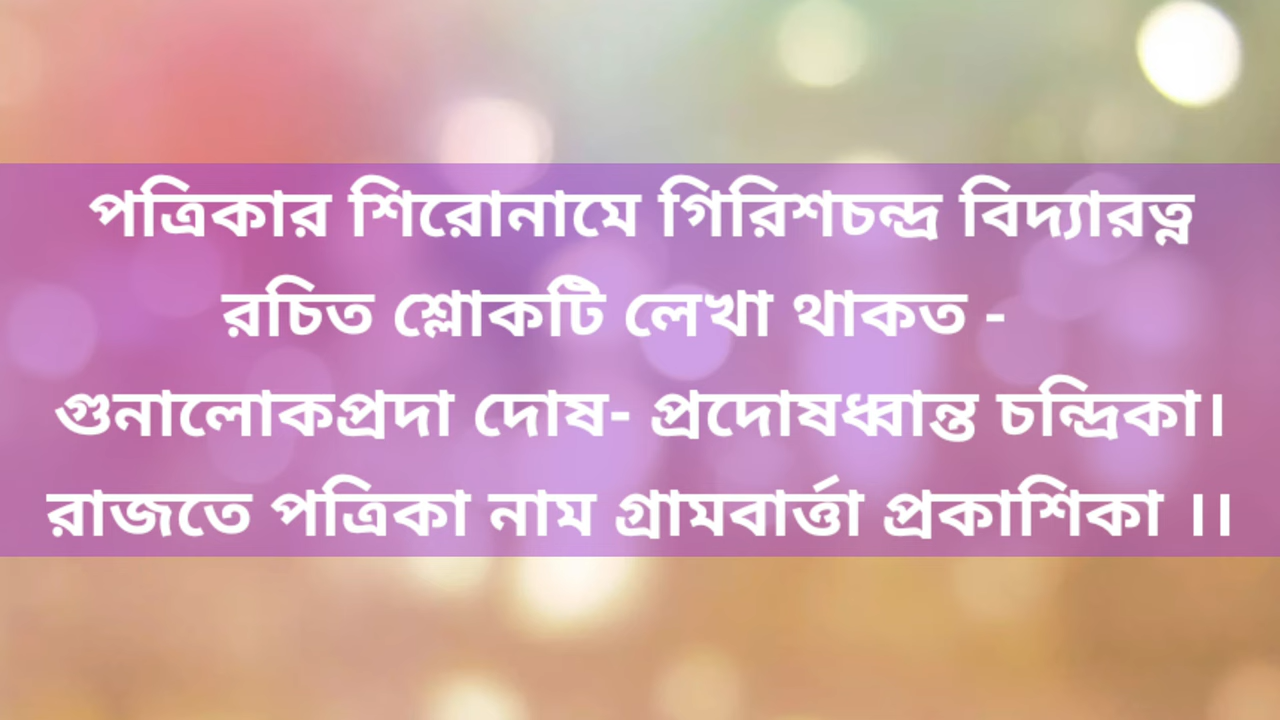 পত্রিকার শিরোনামে গিরিশচন্দ্র বিদ্যারত্ন
রচিত শ্লোকটি লেখা থাকত -
গুনালোকপ্রদা দোষ- প্রদোষধ্বান্ত চন্দ্রিকা।
রাজতে পত্রিকা নাম গ্রামবার্ত্তা প্রকাশিকা ।।